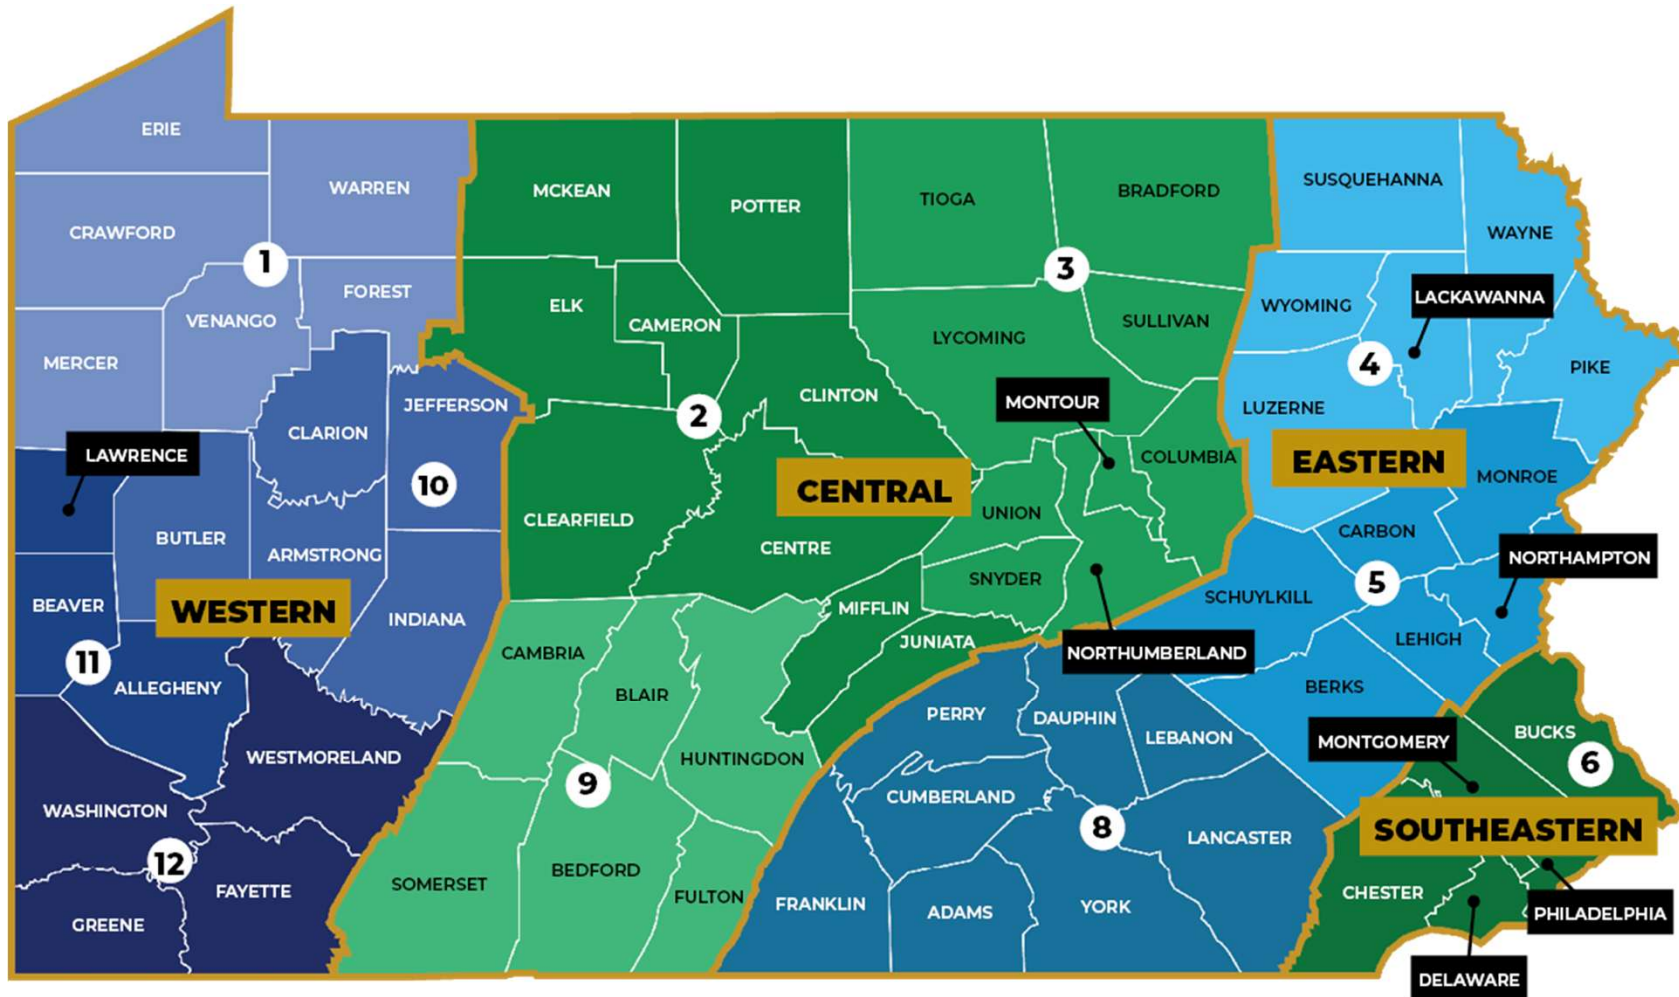 ERIE
WARREN
CRAWFORD
1
FOREST
VENANGO
MERCER
JEFFERSON
CLARION
LAWRENCE
10
BUTLER
ARMSTRONG
BEAVER
WESTERN
INDIANA
11
ALLEGHENY
WESTMORELAND
WASHINGTON
12
FAYETTE
GREENE
MCKEAN
POTTER
TIOGA
BRADFORD
3
ELK
CAMERON
LYCOMING
SULLIVAN
CLINTON
2
MONTOUR
COLUMBIA
CENTRAL
CLEARFIELD
UNION
CENTRE
SNYDER
MIFFLIN
JUNIATA
NORTHUMBERLAND
CAMBRIA
BLAIR
HUNTINGDON
9
SOMERSET
BEDFORD
FULTON
SUSQUEHANNA
WAYNE
WYOMING
LACKAWANNA
4
PIKE
LUZERNE
EASTERN
MONROE
CARBON
NORTHAMPTON
5
SCHUYLKILL
LEHIGH
BERKS
PERRY
DAUPHIN
LEBANON
CUMBERLAND
8
LANCASTER
FRANKLIN
ADAMS
YORK
BUCKS
MONTGOMERY
6
SOUTHEASTERN
CHESTER
PHILADELPHIA
DELAWARE